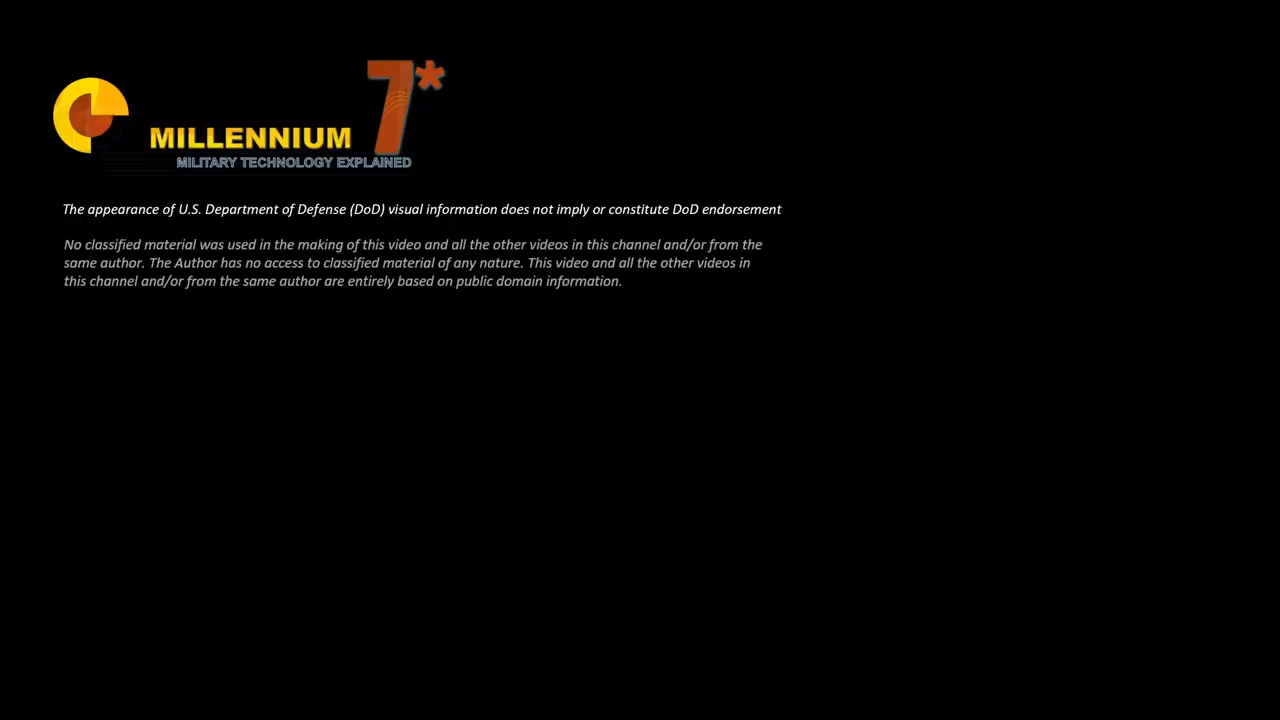 MILLENNIUM 7*
MILITARY TECHNOLOGY EXPLAINED
The appearance of U.S. Department of Defense (DoD) visual information does not imply or constitute DoD endorsement
No classified material was used in the making of this video and all the other videos in this channel and/or from the
same author. The Author has no access to classified material of any nature. This video and all the other videos in
this channel and/or from the same author are entirely based on public domain information.